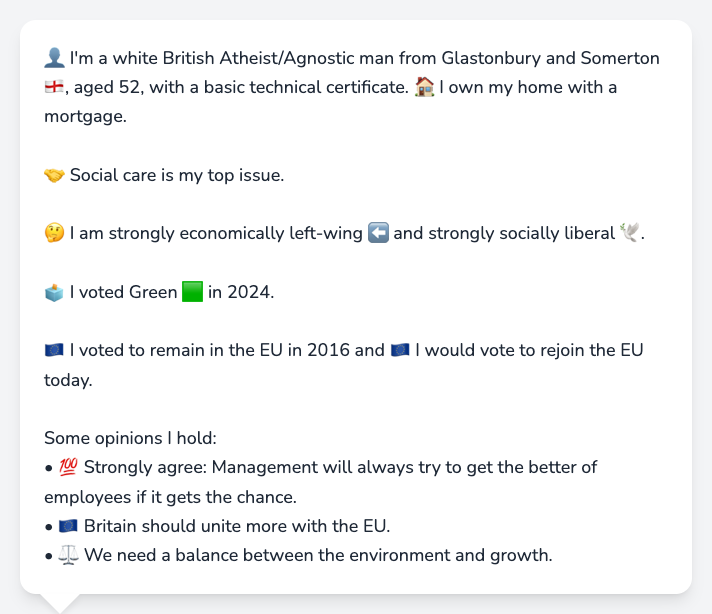 👤 I'm a white British Atheist/Agnostic man from Glastonbury and Somerton
🏴󠁧󠁢󠁥󠁮󠁧󠁿, aged 52, with a basic technical certificate. 🏠 I own my home with a
mortgage.
🤝 Social care is my top issue.
🤔 I am strongly economically left-wing ⬅️ and strongly socially liberal 🕊️.
🗳️ I voted Green 🟩 in 2024.
🇪🇺 I voted to remain in the EU in 2016 and 🇪🇺 I would vote to rejoin the EU
today.
Some opinions I hold:
• 💯 Strongly agree: Management will always try to get the better of
employees if it gets the chance.
• 🇪🇺 Britain should unite more with the EU.
• ⚖️ We need a balance between the environment and growth.